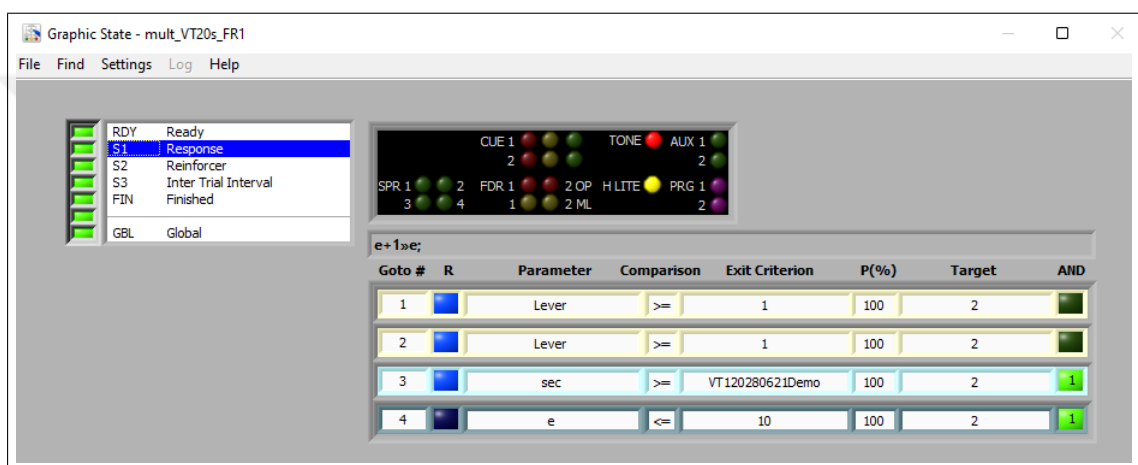 Graphic State - mult_VT20s_FR1
File Find Settings Log Help
RDY Ready
S1 Response
S2 Reinforcer
S3 Inter Trial Interval
FIN Finished
GBL Global
CUE 1 TONE AUX 1
2 2
SPR 1 2 FDR 1 2 OP H LITE PRG 1
3 4 1 2 ML 2
e+1»e;
Goto # R Parameter Comparison Exit Criterion P(%) Target AND
1 Lever >= 1 100 2
2 Lever >= 1 100 2
3 sec >= VT120280621Demo 100 2 1
4 e <= 10 100 2 1